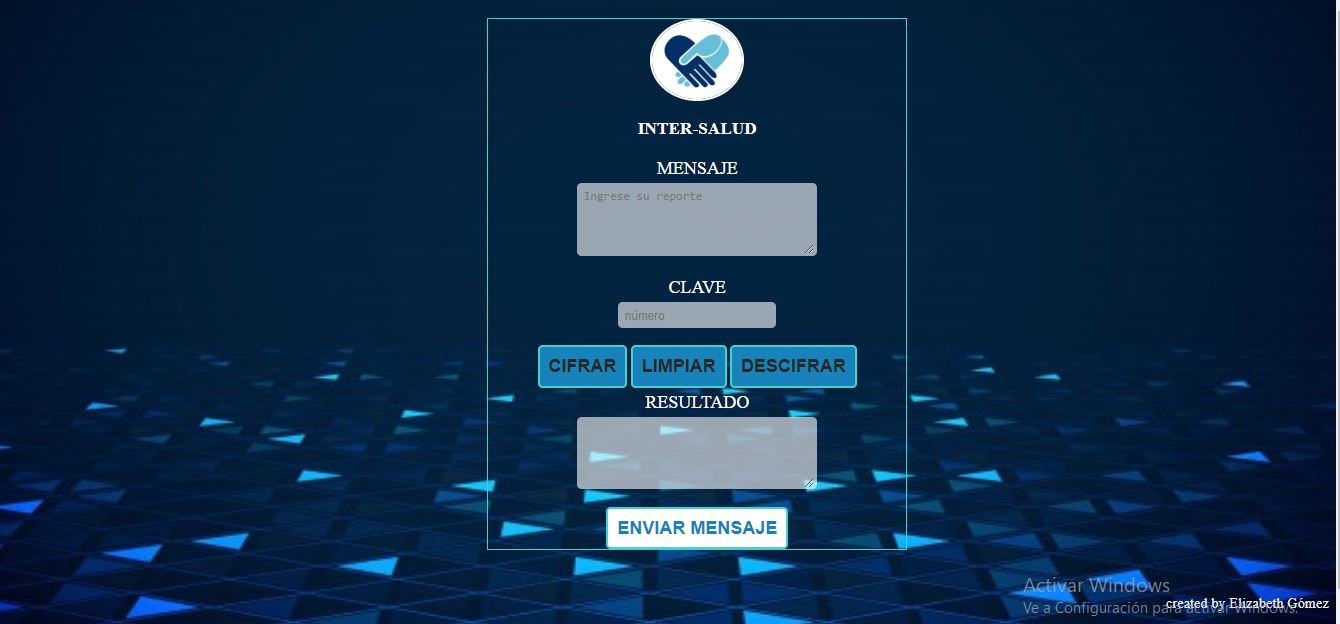 INTER-SALUD
MENSAJE
Ingrese su reporte
CLAVE
número
CIFRAR LIMPIAR DESCIFRAR
RESULTADO
ENVIAR MENSAJE
Activar Windows
Ve a Configuración para activar Windows.
created by Elizabeth Gómez